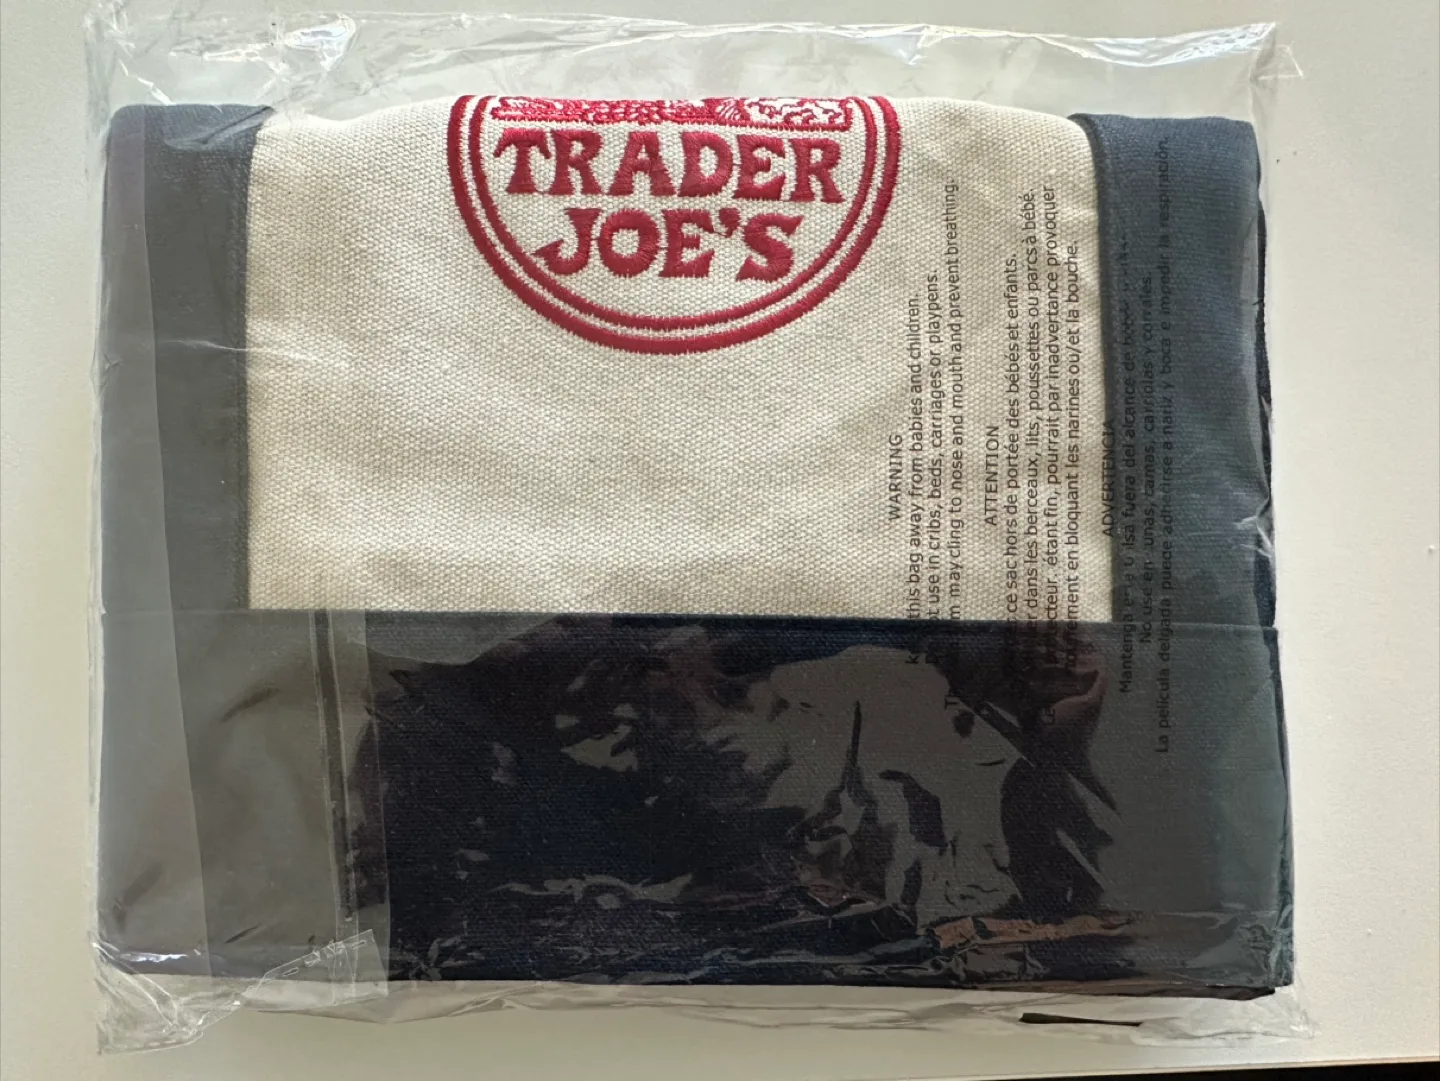 TRADER
JOE'S
WARNING
this bag away from babies and children.
use in cribs, beds, carriages or playpens.
may cling to nose and mouth and prevent breathing.
ATTENTION
ce sac hors de portée des bébés et enfants.
dans les berceaux, lits, poussettes ou parcs à bébé.
étant fin, pourrait par inadvertance provoquer
en bloquant les narines ou/et la bouche.
ADVERTENCIA
Mantenga fuera del alcance de
No use en cunas, camas, carriolas y corrales.
La pelicula delgada puede adherirse a nariz y boca e impedir la respiración.